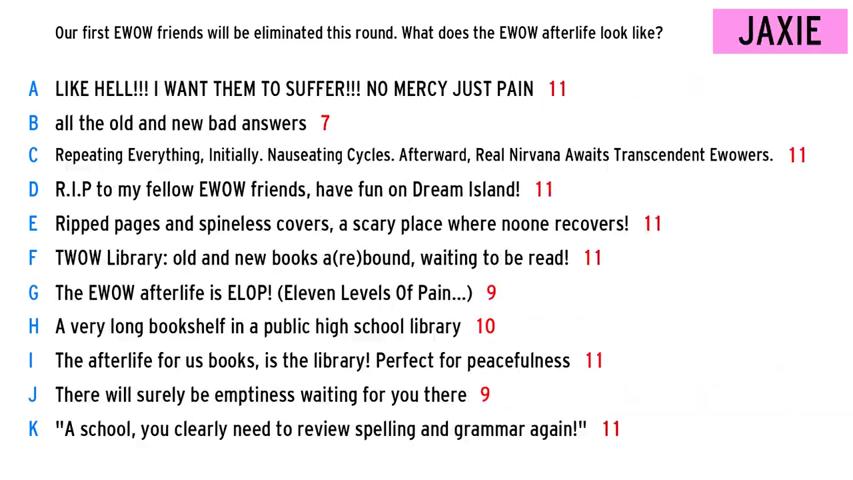 Our first EWOW friends will be eliminated this round. What does the EWOW afterlife look like?
JAXIE
A LIKE HELL!!! I WANT THEM TO SUFFER!!! NO MERCY JUST PAIN 11
B all the old and new bad answers 7
C Repeating Everything, Initially. Nauseating Cycles. Afterward, Real Nirvana Awaits Transcendent Ewowers. 11
D R.I.P to my fellow EWOW friends, have fun on Dream Island! 11
E Ripped pages and spineless covers, a scary place where noone recovers! 11
F TWOW Library: old and new books a(re)bound, waiting to be read! 11
G The EWOW afterlife is ELOP! (Eleven Levels Of Pain...) 9
H A very long bookshelf in a public high school library 10
I The afterlife for us books, is the library! Perfect for peacefulness 11
J There will surely be emptiness waiting for you there 9
K "A school, you clearly need to review spelling and grammar again!" 11